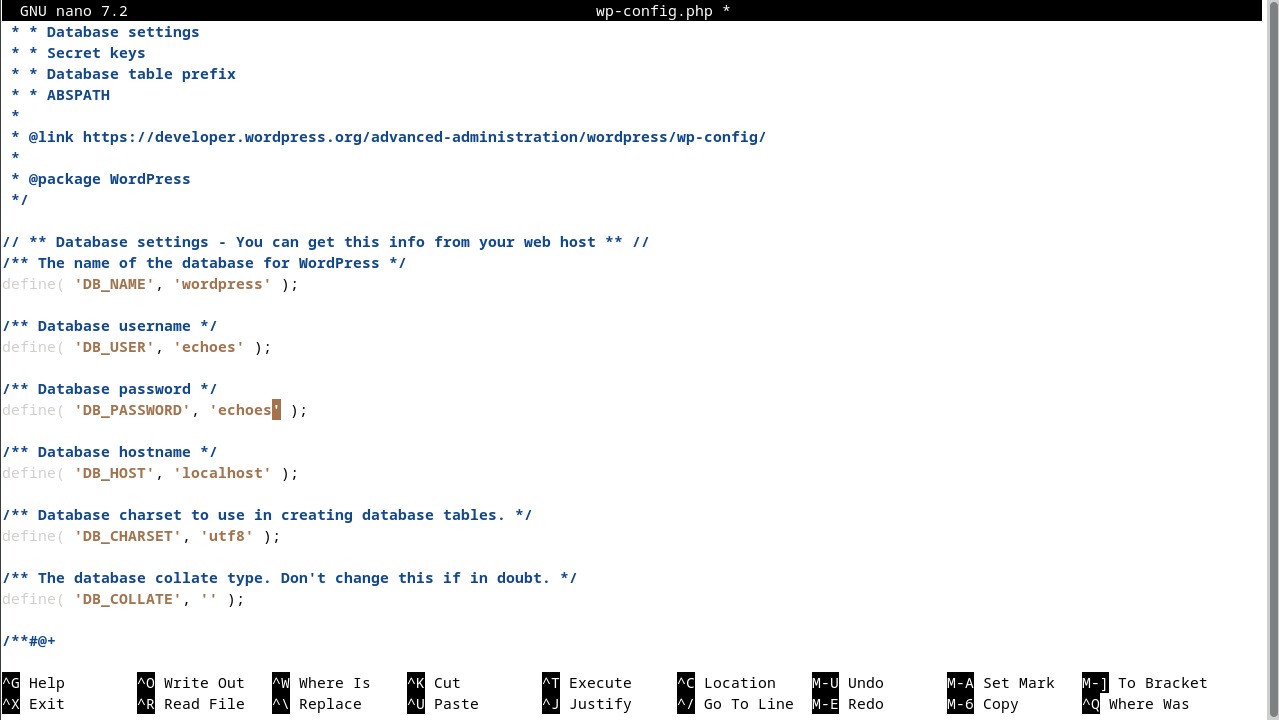 GNU nano 7.2 wp-config.php *
* * Database settings
* * Secret keys
* * Database table prefix
* * ABSPATH
*
* @link https://developer.wordpress.org/advanced-administration/wordpress/wp-config/
*
* @package WordPress
*/
// ** Database settings - You can get this info from your web host ** //
/** The name of the database for WordPress */
define( 'DB_NAME', 'wordpress' );
/** Database username */
define( 'DB_USER', 'echoes' );
/** Database password */
define( 'DB_PASSWORD', 'echoes' );
/** Database hostname */
define( 'DB_HOST', 'localhost' );
/** Database charset to use in creating database tables. */
define( 'DB_CHARSET', 'utf8' );
/** The database collate type. Don't change this if in doubt. */
define( 'DB_COLLATE', '' );
/**#@+
^G Help ^O Write Out ^W Where Is ^K Cut ^T Execute ^C Location M-U Undo M-A Set Mark M-] To Bracket
^X Exit ^R Read File ^\ Replace ^U Paste ^J Justify ^/ Go To Line M-E Redo M-6 Copy ^Q Where Was